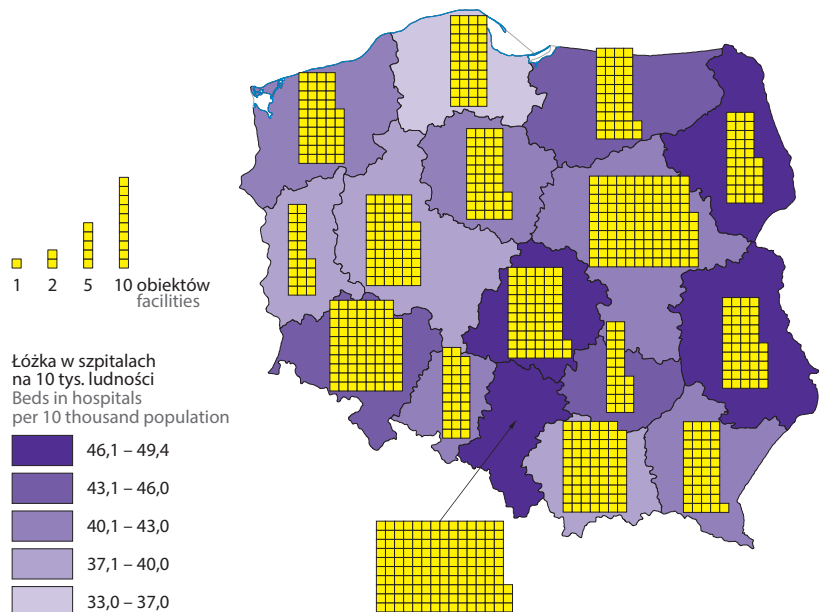 1 2 5 10 obiektów
facilities
Łóżka w szpitalach
na 10 tys. ludności
Beds in hospitals
per 10 thousand population
46,1 – 49,4
43,1 – 46,0
40,1 – 43,0
37,1 – 40,0
33,0 – 37,0